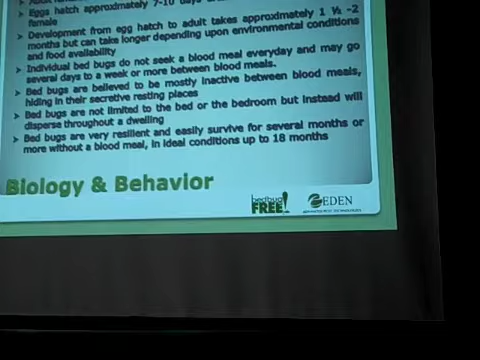 Eggs hatch approximately 7-10 days
female
➢ Development from egg hatch to adult takes approximately 1 ½ -2
months but can take longer depending upon environmental conditions
and food availability
➢ Individual bed bugs do not seek a blood meal everyday and may go
several days to a week or more between blood meals.
➢ Bed bugs are believed to be mostly inactive between blood meals,
hiding in their secretive resting places
➢ Bed bugs are not limited to the bed or the bedroom but instead will
disperse throughout a dwelling
➢ Bed bugs are very resilient and easily survive for several months or
more without a blood meal, in ideal conditions up to 18 months
Biology & Behavior
bedbug
FREE!
EDEN